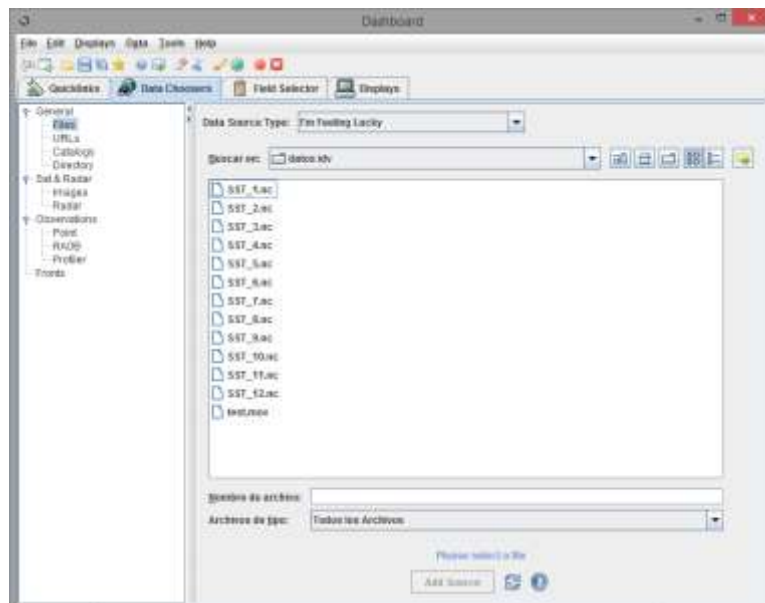 Dashboard
File Edit Displays Data Tools Help
Quicklinks Data Choosers Field Selector Displays
General
Files
URLs
Catalogs
Directory
Sat & Radar
Images
Radar
Observations
Point
RAOB
Profiler
Fronts
Data Source Type: I'm Feeling Lucky
Buscar en: datos idv
SST_1.nc
SST_2.nc
SST_3.nc
SST_4.nc
SST_5.nc
SST_6.nc
SST_7.nc
SST_8.nc
SST_9.nc
SST_10.nc
SST_11.nc
SST_12.nc
test.mov
Nombre de archivo:
Archivos de tipo: Todos los Archivos
Please select a file
Add Source